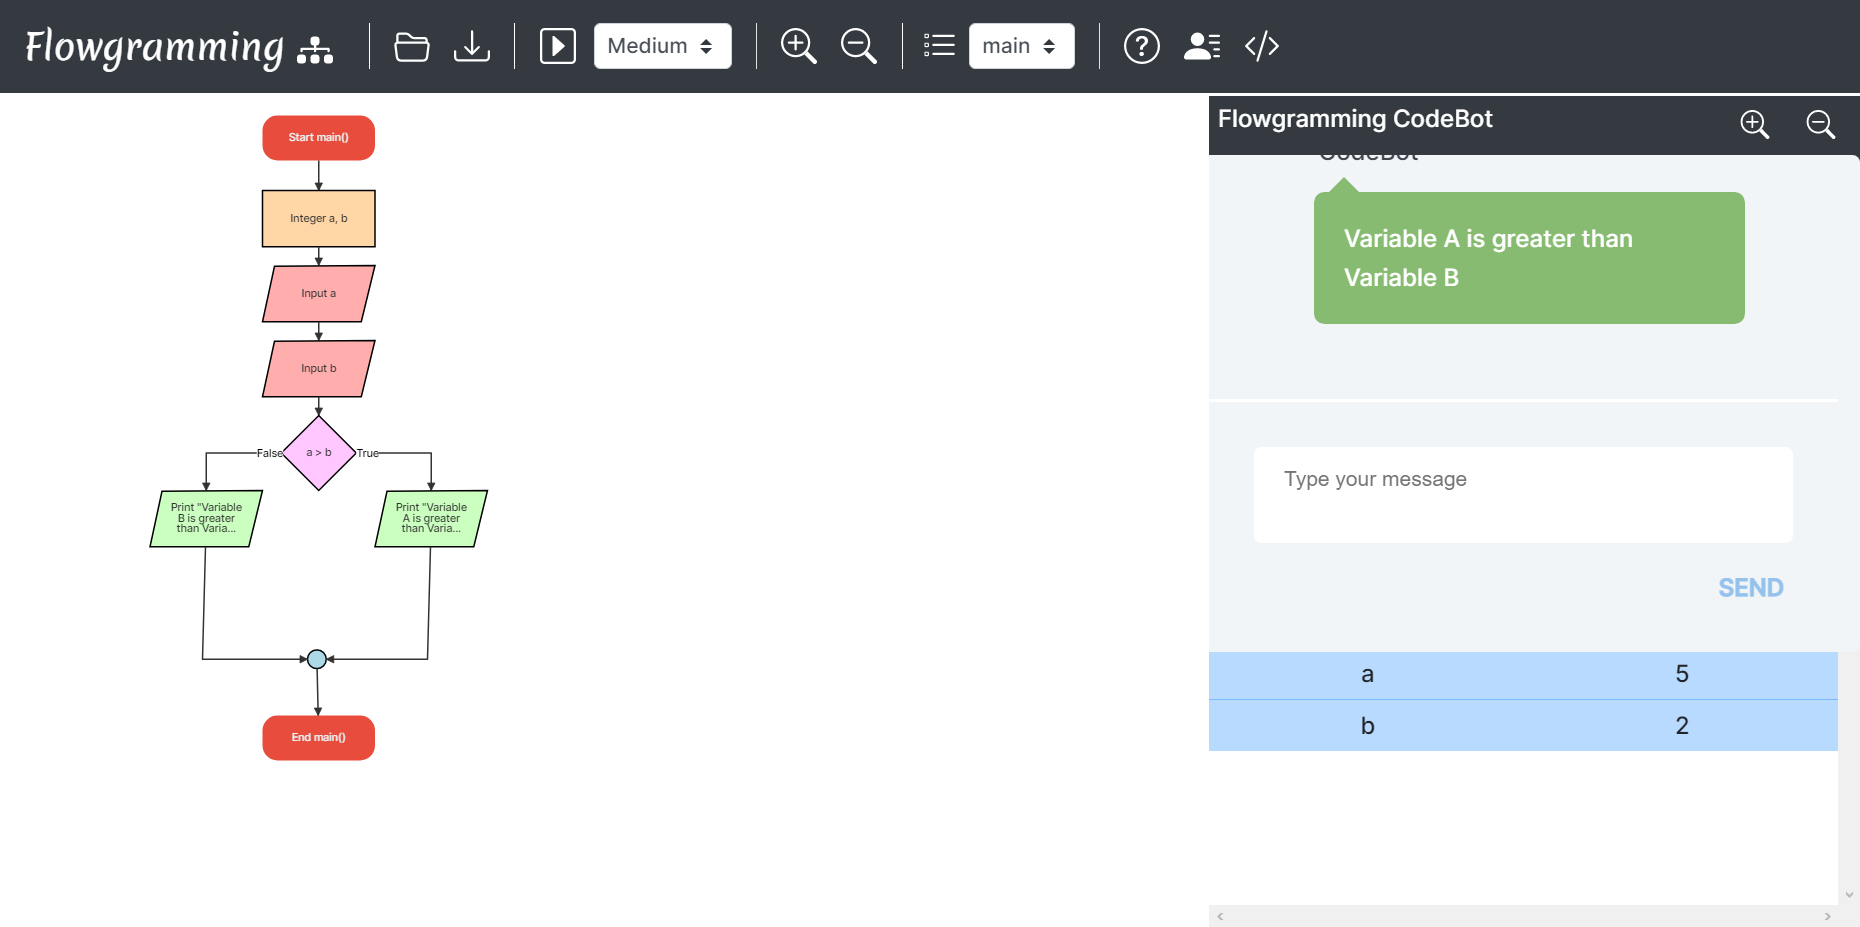 Flowgramming
Medium
main
Start main()
Integer a, b
Input a
Input b
False
a > b
True
Print "Variable
B is greater
than Varia...
Print "Variable
A is greater
than Varia...
End main()
Flowgramming CodeBot
CodeBot
Variable A is greater than
Variable B
Type your message
SEND
a 5
b 2